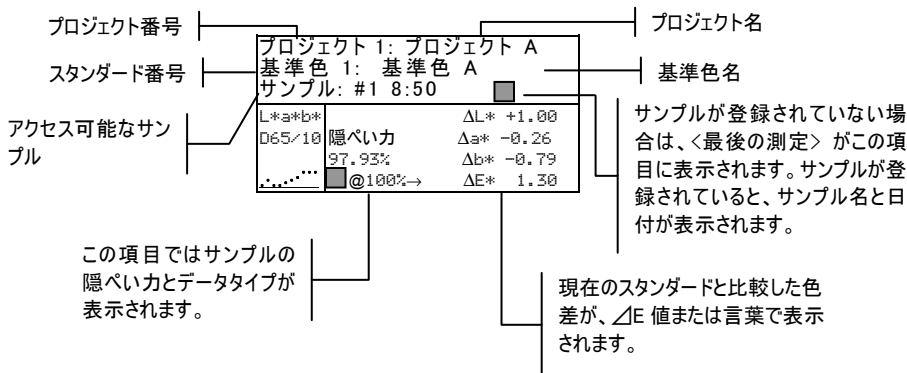 プロジェクト番号
プロジェクト名
プロジェクト 1: プロジェクト A
スタンダード番号
基準色 1: 基準色 A
基準色名
サンプル: #1 8:50
アクセス可能なサン
プル
L*a*b*
D65/10
隠ぺい力
97.93%
@100%→
ΔL* +1.00
Δa* -0.26
Δb* -0.79
ΔE* 1.30
サンプルが登録されていない場
合は、<最後の測定> がこの項
目に表示されます。サンプルが登
録されていると、サンプル名と日
付が表示されます。
この項目ではサンプルの
隠ぺい力とデータタイプが
表示されます。
現在のスタンダードと比較した色
差が、⊿E 値または言葉で表示
されます。